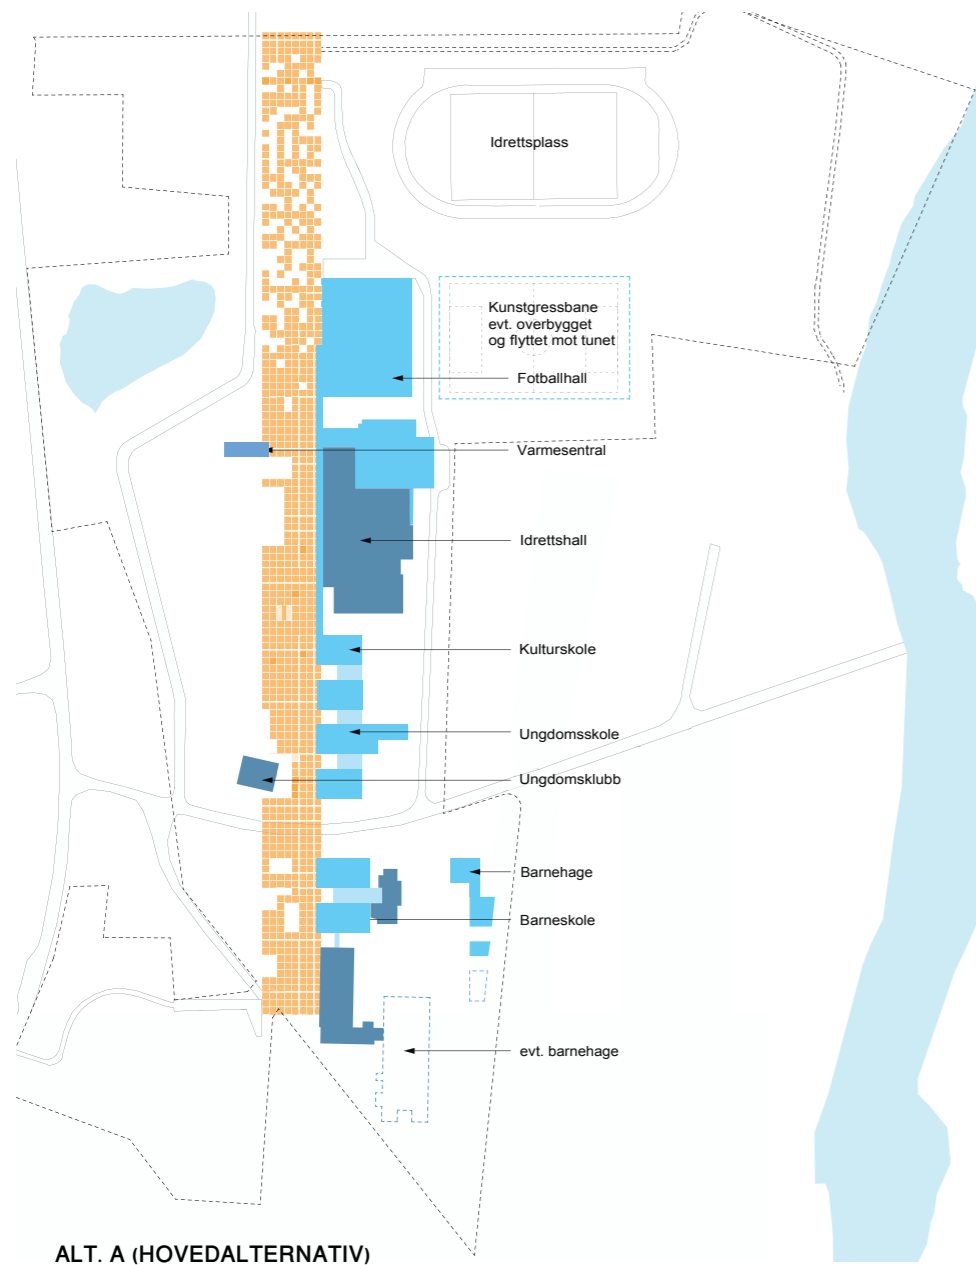 Idrettsplass
Kunstgressbane
evt. overbygget
og flyttet mot tunet
Fotballhall
Varmesentral
Idrettshall
Kulturskole
Ungdomsskole
Ungdomsklubb
Barnehage
Barneskole
evt. barnehage
ALT. A (HOVEDALTERNATIV)